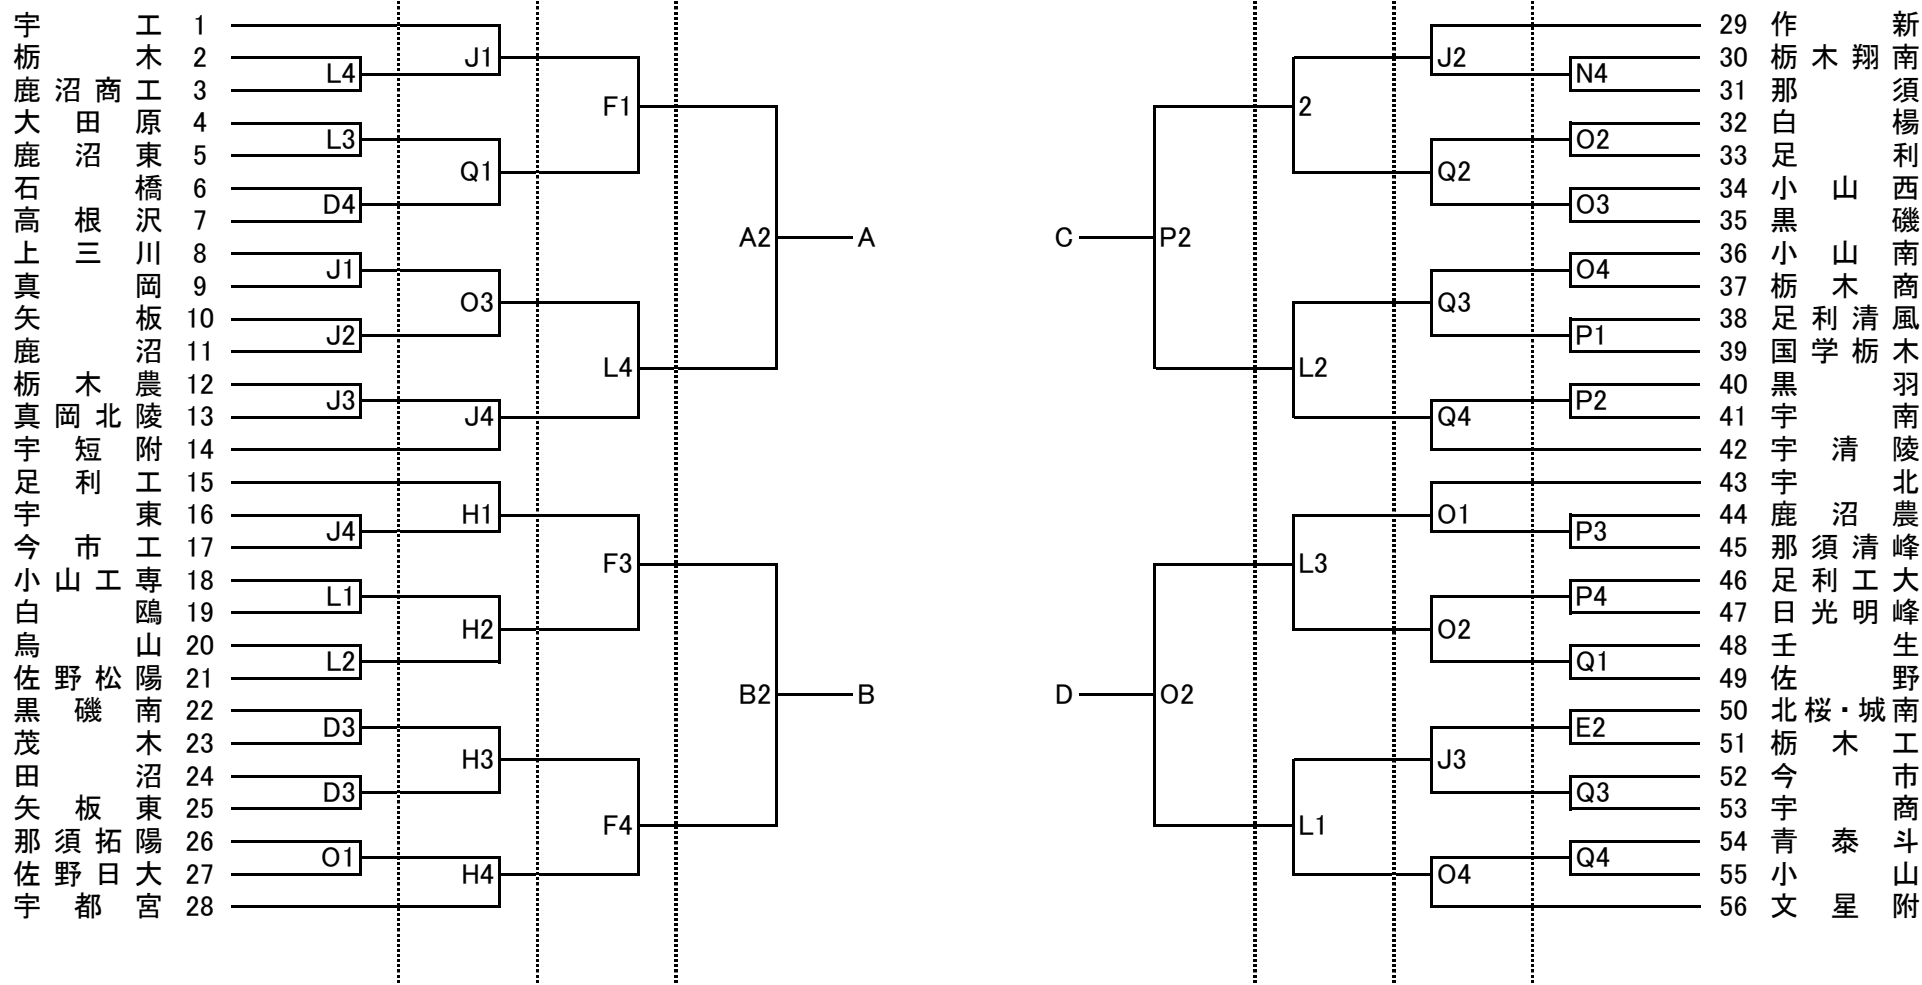 宇工 1
栃木 2
鹿沼商工 3
大田原 4
鹿沼東 5
石橋 6
高根沢 7
上三川 8
真岡 9
矢板 10
鹿沼 11
栃木農 12
真岡北陵 13
宇短附 14
足利工 15
宇東 16
今市工 17
小山工専 18
白鴎 19
烏山 20
佐野松陽 21
黒磯南 22
茂木 23
田沼 24
矢板東 25
那須拓陽 26
佐野日大 27
宇都宮 28
L4
L3
D4
J1
J2
J3
J4
L1
L2
D3
D3
O1
J1
Q1
O3
J4
H1
H2
H3
H4
F1
L4
F3
F4
A2
B2
A
B
C
D
P2
O2
2
L2
L3
L1
J2
Q2
Q3
Q4
O1
O2
J3
O4
N4
O2
O3
O4
P1
P2
P3
P4
Q1
E2
Q3
Q4
29 作新
30 栃木翔南
31 那須
32 白楊
33 足利
34 小山西
35 黒磯
36 小山南
37 栃木商
38 足利清風
39 国学栃木
40 黒羽
41 宇南
42 宇清陵
43 宇北
44 鹿沼農
45 那須清峰
46 足利工大
47 日光明峰
48 壬生
49 佐野
50 北桜・城南
51 栃木工
52 今市
53 宇商
54 青泰斗
55 小山
56 文星附